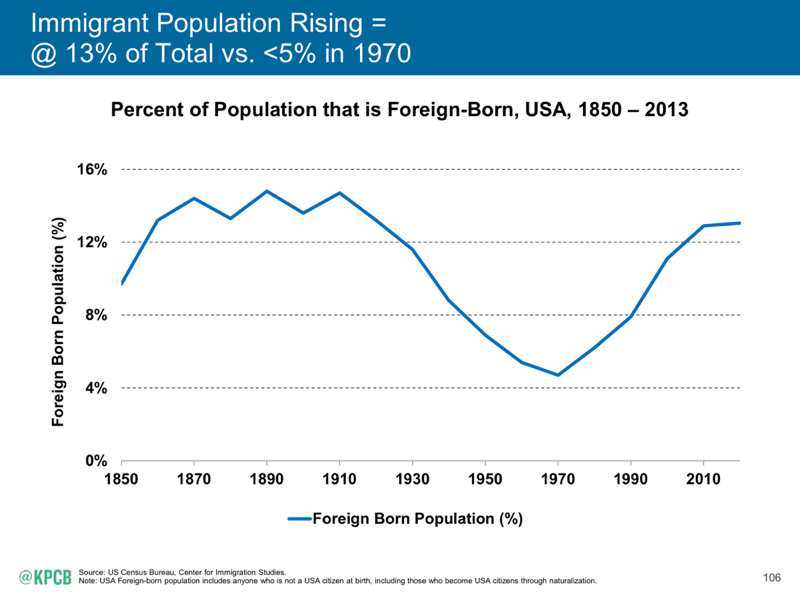 Immigrant Population Rising =
@ 13% of Total vs. <5% in 1970
Percent of Population that is Foreign-Born, USA, 1850 – 2013
Foreign Born Population (%)
16%
12%
8%
4%
0%
1850 1870 1890 1910 1930 1950 1970 1990 2010
Foreign Born Population (%)
@KPCB
Source: US Census Bureau, Center for Immigration Studies.
Note: USA Foreign-born population includes anyone who is not a USA citizen at birth, including those who become USA citizens through naturalization.
106